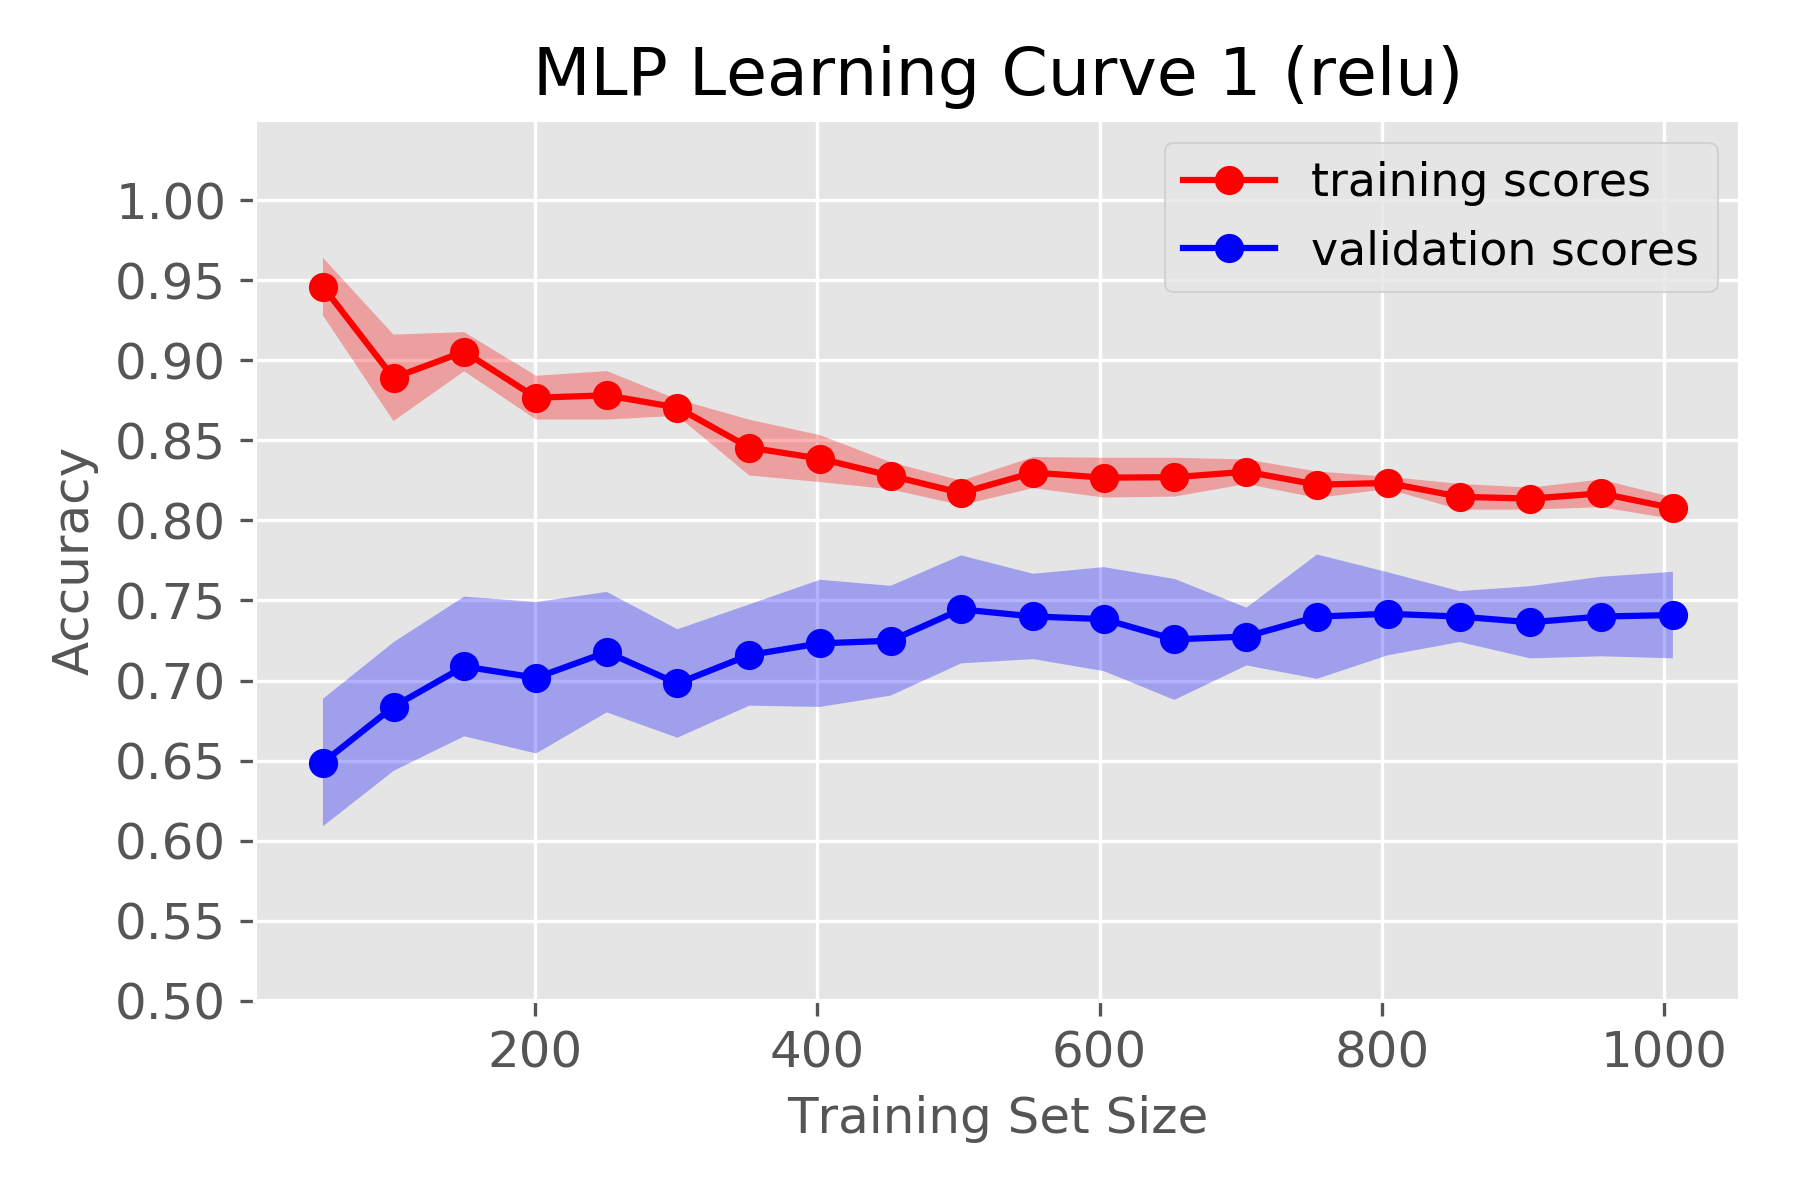 MLP Learning Curve 1 (relu)
training scores
validation scores
1.00
0.95
0.90
0.85
0.80
0.75
0.70
0.65
0.60
0.55
0.50
Accuracy
200 400 600 800 1000
Training Set Size